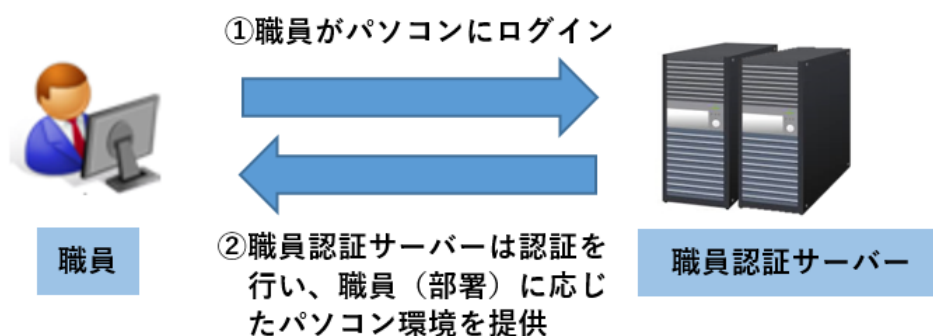 ①職員がパソコンにログイン
②職員認証サーバーは認証を
行い、職員（部署）に応じ
たパソコン環境を提供
職員
職員認証サーバー